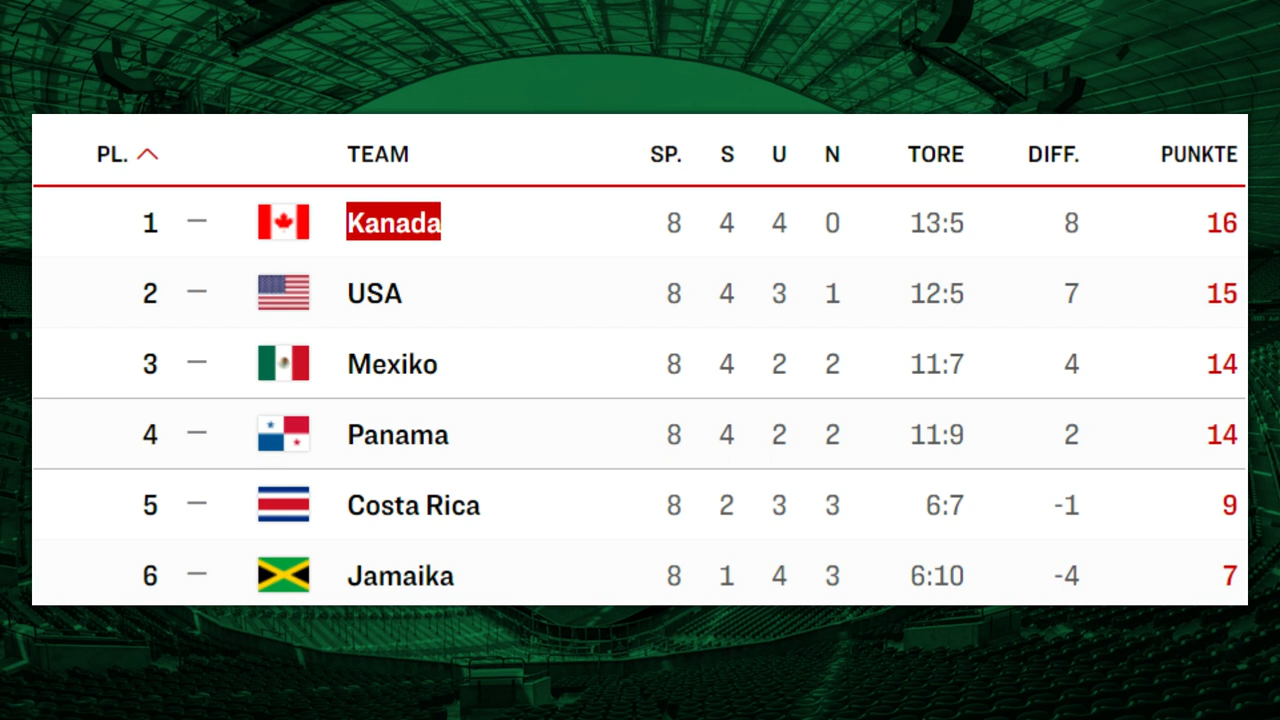 PL. TEAM SP. S U N TORE DIFF. PUNKTE
1 — Kanada 8 4 4 0 13:5 8 16
2 — USA 8 4 3 1 12:5 7 15
3 — Mexiko 8 4 2 2 11:7 4 14
4 — Panama 8 4 2 2 11:9 2 14
5 — Costa Rica 8 2 3 3 6:7 -1 9
6 — Jamaika 8 1 4 3 6:10 -4 7